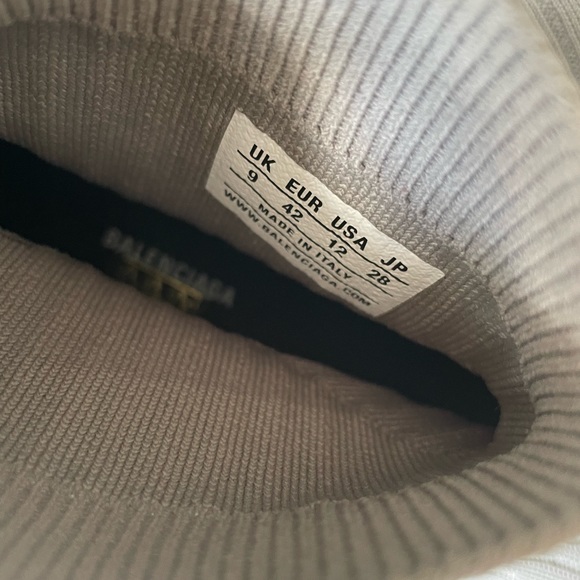 UK EUR USA JP
9 42 12 28
MADE IN ITALY
WWW.BALENCIAGA.COM
BALENCIAGA